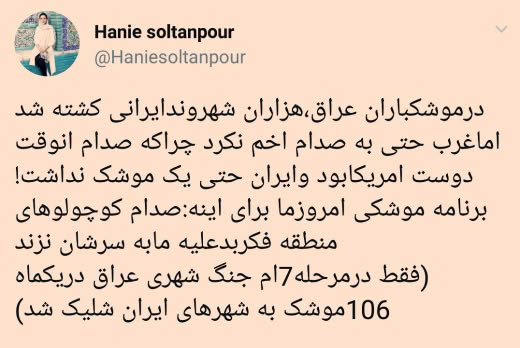 Hanie soltanpour
@Haniesoltanpour
درموشکباران عراق،هزاران شهروندایرانی کشته شد
اماغرب حتی به صدام اخم نکرد چراکه صدام انوقت
دوست امریکابود وایران حتی یک موشک نداشت!
برنامه موشکی امروزما برای اینه:صدام کوچولوهای
منطقه فکربدعلیه مابه سرشان نزند
(فقط درمرحله7ام جنگ شهری عراق دریکماه
106موشک به شهرهای ایران شلیک شد)